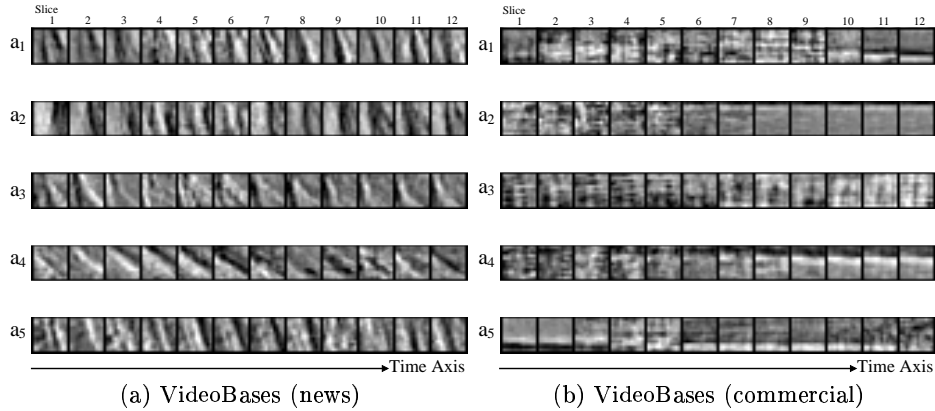 Slice
1 2 3 4 5 6 7 8 9 10 11 12
a1
a2
a3
a4
a5
Time Axis
(a) VideoBases (news)
Slice
1 2 3 4 5 6 7 8 9 10 11 12
a1
a2
a3
a4
a5
Time Axis
(b) VideoBases (commercial)